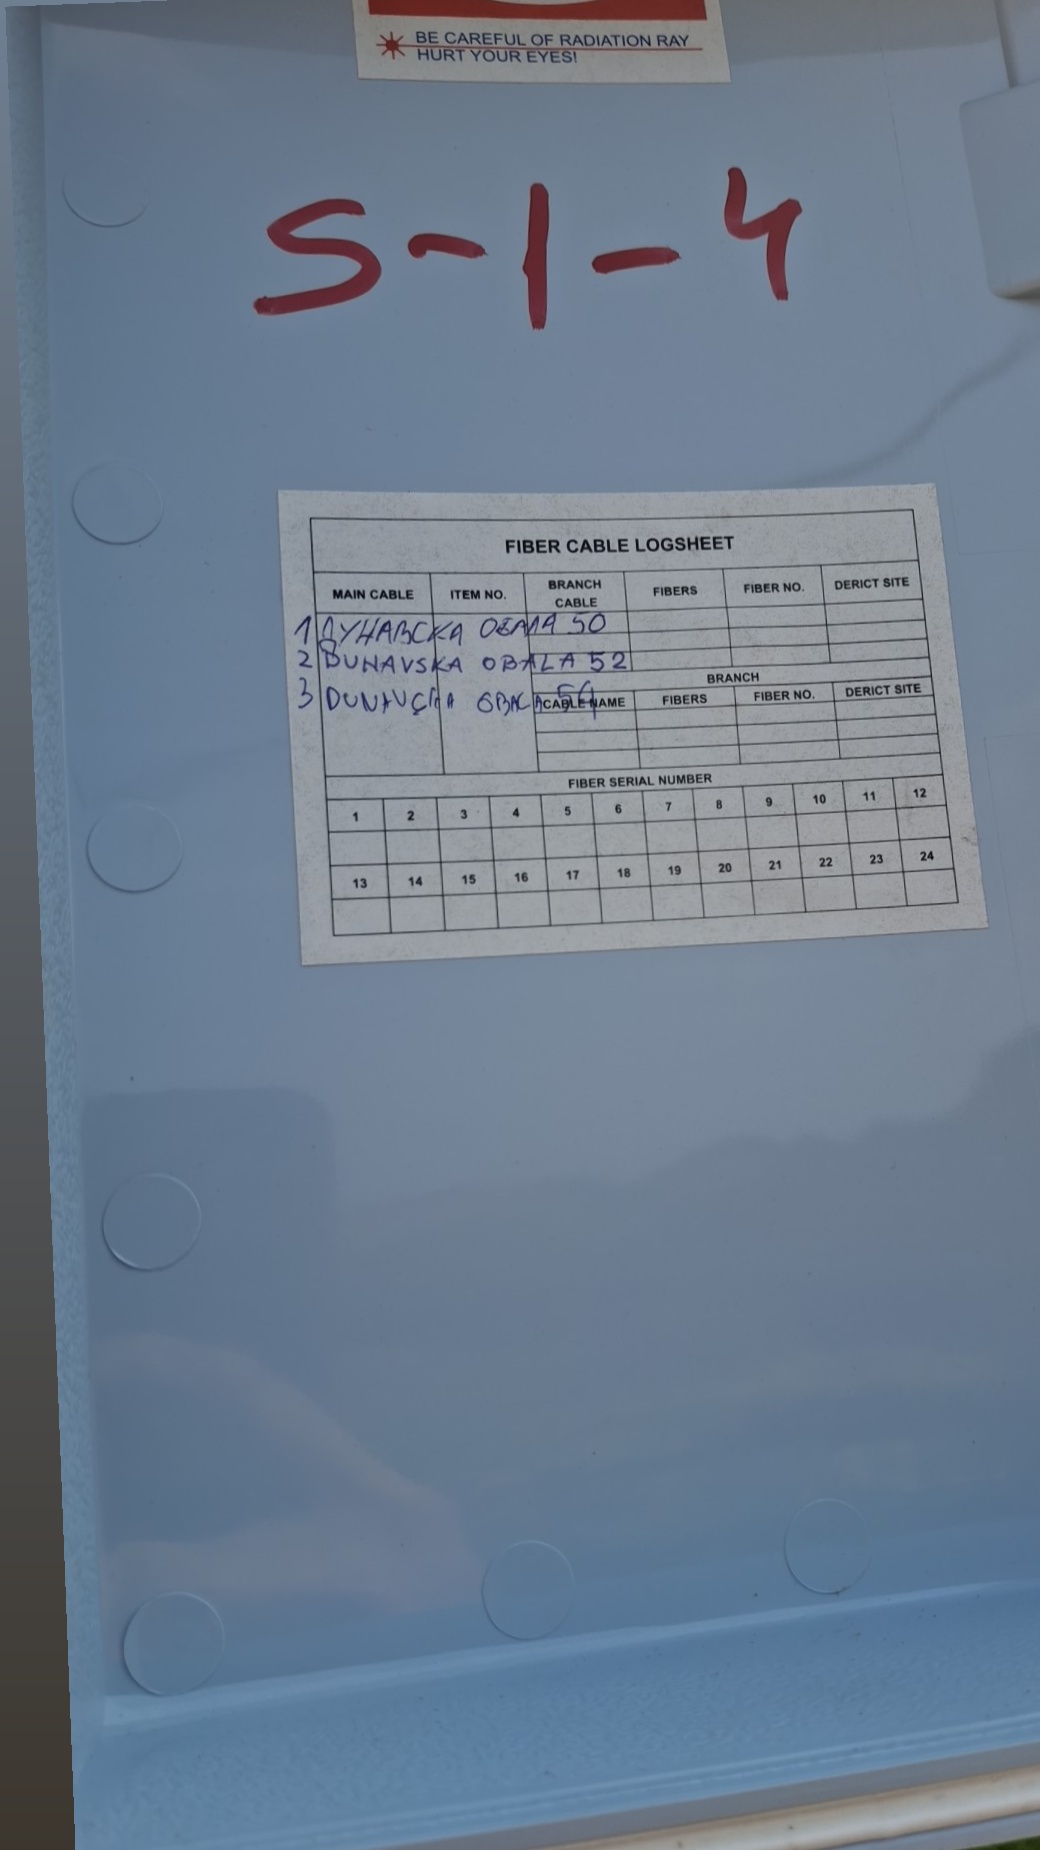 BE CAREFUL OF RADIATION RAY
HURT YOUR EYES!
S-1-4
FIBER CABLE LOGSHEET
MAIN CABLE ITEM NO. BRANCH CABLE FIBERS FIBER NO. DERICT SITE
1 ДУНАВСКА ОБАЛА 50
2 DUNAVSKA OBALA 52
BRANCH
3 54
CABLE NAME FIBERS FIBER NO. DERICT SITE
FIBER SERIAL NUMBER
1 2 3 4 5 6 7 8 9 10 11 12
13 14 15 16 17 18 19 20 21 22 23 24